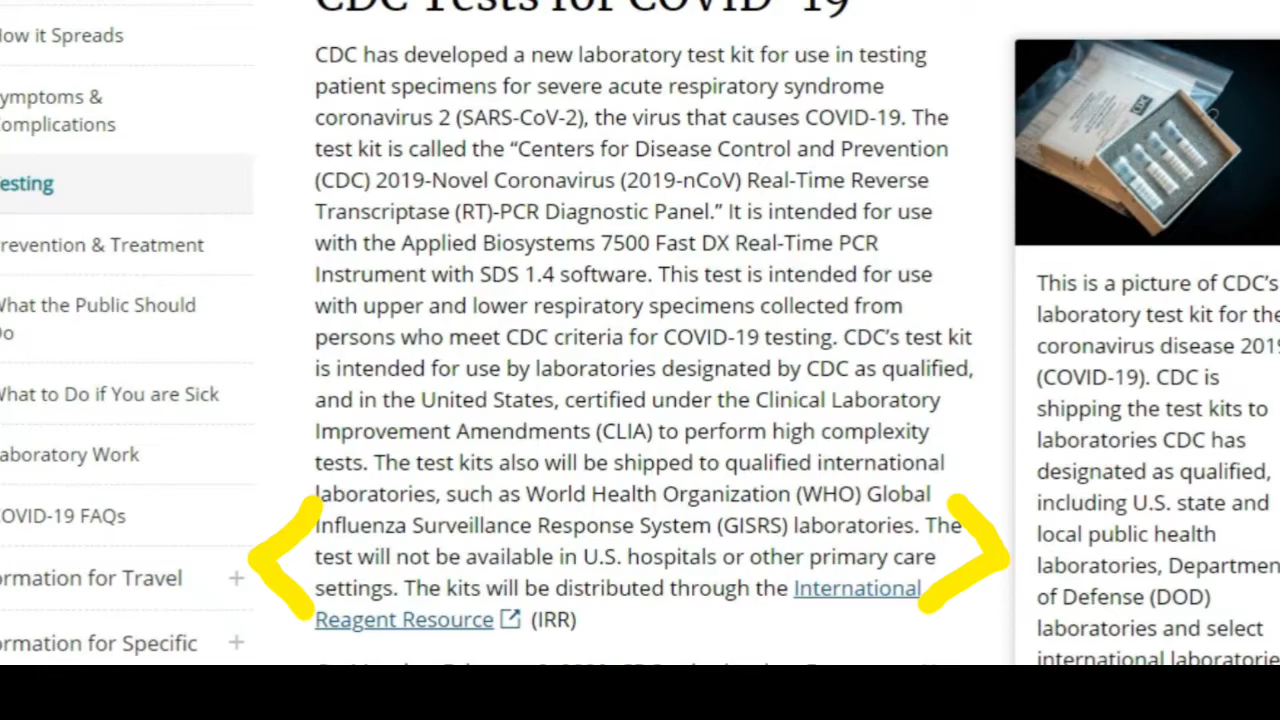 CDC Tests for COVID-19
How it Spreads
Symptoms &
Complications
Testing
Prevention & Treatment
What the Public Should
Do
What to Do if You are Sick
Laboratory Work
COVID-19 FAQs
ormation for Travel +
ormation for Specific +
CDC has developed a new laboratory test kit for use in testing
patient specimens for severe acute respiratory syndrome
coronavirus 2 (SARS-CoV-2), the virus that causes COVID-19. The
test kit is called the “Centers for Disease Control and Prevention
(CDC) 2019-Novel Coronavirus (2019-nCoV) Real-Time Reverse
Transcriptase (RT)-PCR Diagnostic Panel.” It is intended for use
with the Applied Biosystems 7500 Fast DX Real-Time PCR
Instrument with SDS 1.4 software. This test is intended for use
with upper and lower respiratory specimens collected from
persons who meet CDC criteria for COVID-19 testing. CDC’s test kit
is intended for use by laboratories designated by CDC as qualified,
and in the United States, certified under the Clinical Laboratory
Improvement Amendments (CLIA) to perform high complexity
tests. The test kits also will be shipped to qualified international
laboratories, such as World Health Organization (WHO) Global
Influenza Surveillance Response System (GISRS) laboratories. The
test will not be available in U.S. hospitals or other primary care
settings. The kits will be distributed through the International
Reagent Resource (IRR)
CDC
This is a picture of CDC’s
laboratory test kit for the
coronavirus disease 2019
(COVID-19). CDC is
shipping the test kits to
laboratories CDC has
designated as qualified,
including U.S. state and
local public health
laboratories, Departmen
of Defense (DOD)
laboratories and select
international laboratorie